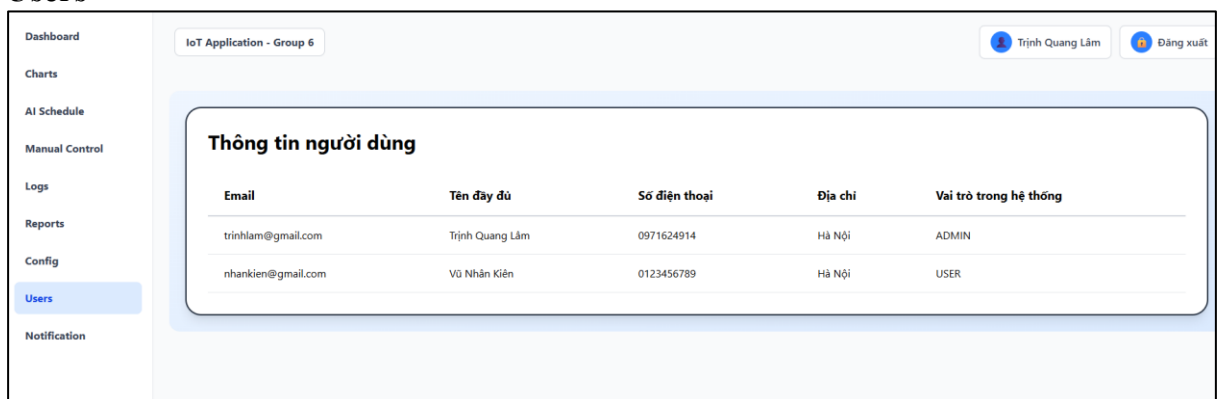 Users
IoT Application - Group 6
Trịnh Quang Lâm
Đăng xuất
Dashboard
Charts
AI Schedule
Manual Control
Logs
Reports
Config
Users
Notification
Thông tin người dùng
Email Tên đầy đủ Số điện thoại Địa chỉ Vai trò trong hệ thống
trinhlam@gmail.com Trịnh Quang Lâm 0971624914 Hà Nội ADMIN
nhankien@gmail.com Vũ Nhân Kiên 0123456789 Hà Nội USER